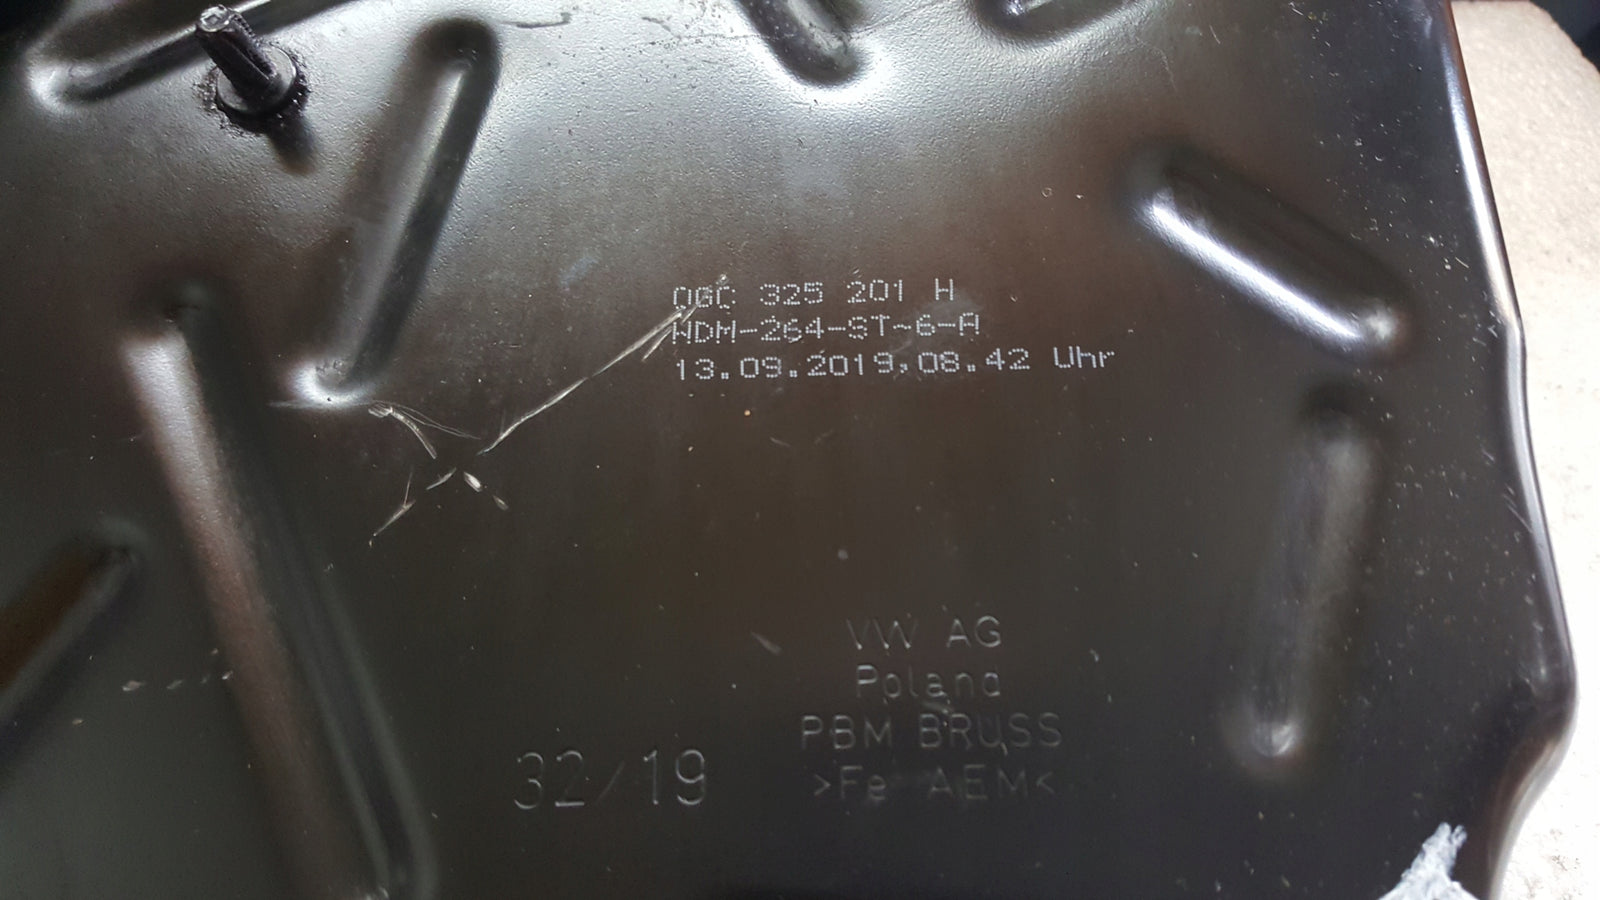 0GC 325 201 H
WDM-264-ST-6-A
13.09.2019,08.42 Uhr
VW AG
Poland
PBM BRUSS
>Fe AEM<
32/19